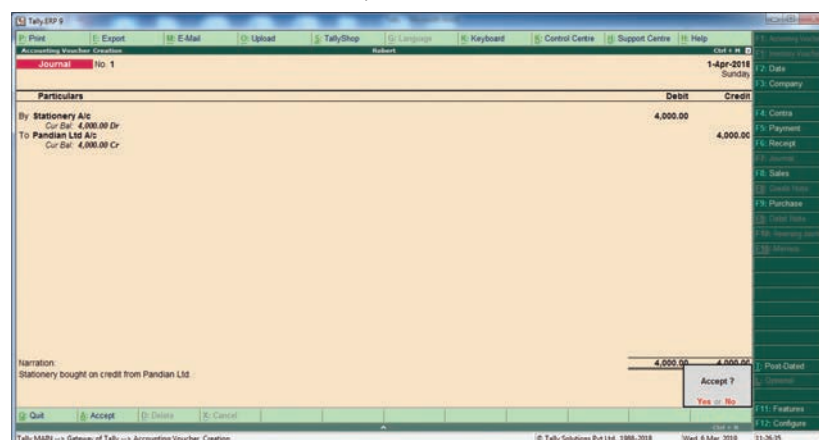 Tally.ERP 9
P: Print E: Export M: E-Mail O: Upload S: TallyShop G: Language K: Keyboard K: Control Centre H: Support Centre H: Help
Accounting Voucher Creation Robert Ctrl + M
Journal No. 1 1-Apr-2018
Sunday
Particulars Debit Credit
By Stationery A/c 4,000.00
Cur Bal: 4,000.00 Dr
To Pandian Ltd A/c 4,000.00
Cur Bal: 4,000.00 Cr
Narration:
Stationery bought on credit from Pandian Ltd.
4,000.00 4,000.00
Accept ?
Yes or No
Q: Quit A: Accept D: Delete X: Cancel
Tally MAIN --> Gateway of Tally --> Accounting Voucher Creation © Tally Solutions Pvt Ltd, 1988-2018 Wed, 6 Mar, 2019 11:26:35
F2: Date
F3: Company
F4: Contra
F5: Payment
F6: Receipt
F7: Journal
F8: Sales
F9: Purchase
T: Post-Dated
F11: Features
F12: Configure